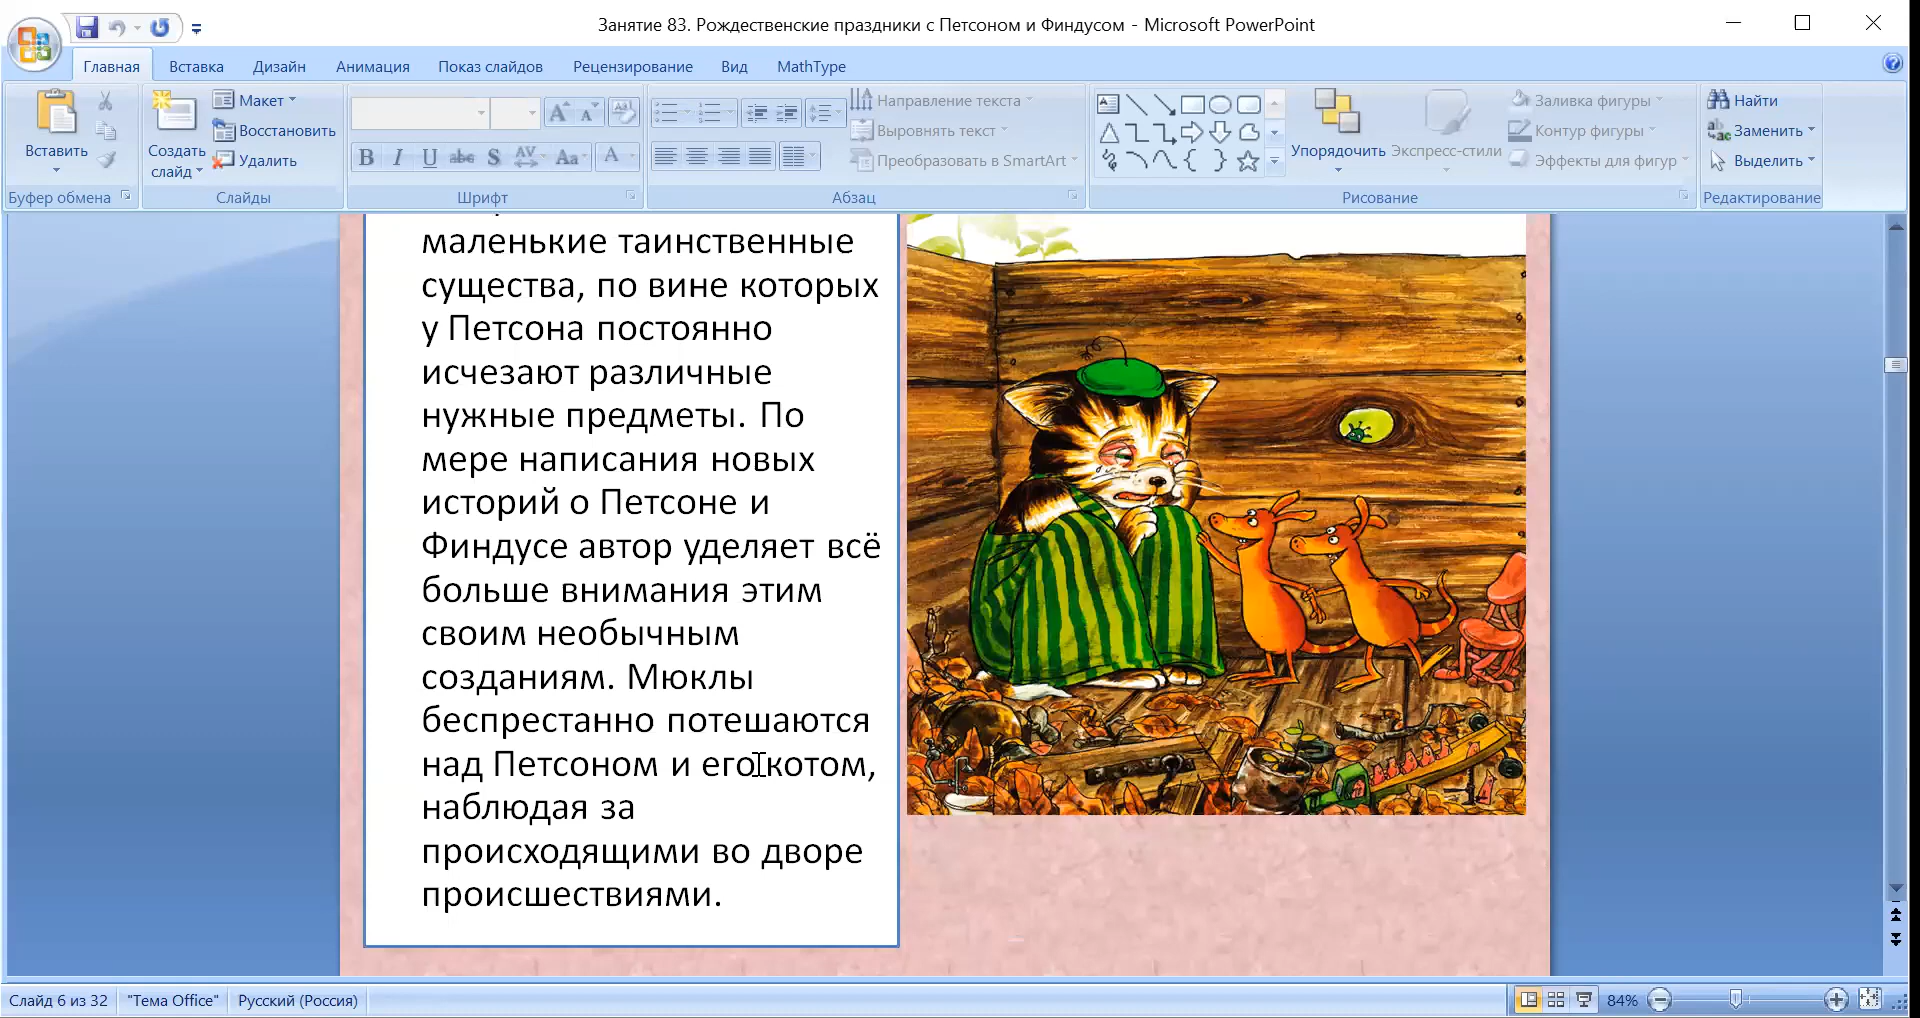 Занятие 83. Рождественские праздники с Петсоном и Финдусом - Microsoft PowerPoint
Главная Вставка Дизайн Анимация Показ слайдов Рецензирование Вид MathType
Вставить
Буфер обмена
Создать слайд
Макет
Восстановить
Удалить
Слайды
Шрифт
Направление текста
Выровнять текст
Преобразовать в SmartArt
Абзац
Упорядочить
Экспресс-стили
Заливка фигуры
Контур фигуры
Эффекты для фигур
Рисование
Найти
Заменить
Выделить
Редактирование
маленькие таинственные
существа, по вине которых
у Петсона постоянно
исчезают различные
нужные предметы. По
мере написания новых
историй о Петсоне и
Финдусе автор уделяет всё
больше внимания этим
своим необычным
созданиям. Мюклы
беспрестанно потешаются
над Петсоном и его котом,
наблюдая за
происходящими во дворе
происшествиями.
Слайд 6 из 32 "Тема Office" Русский (Россия) 84%